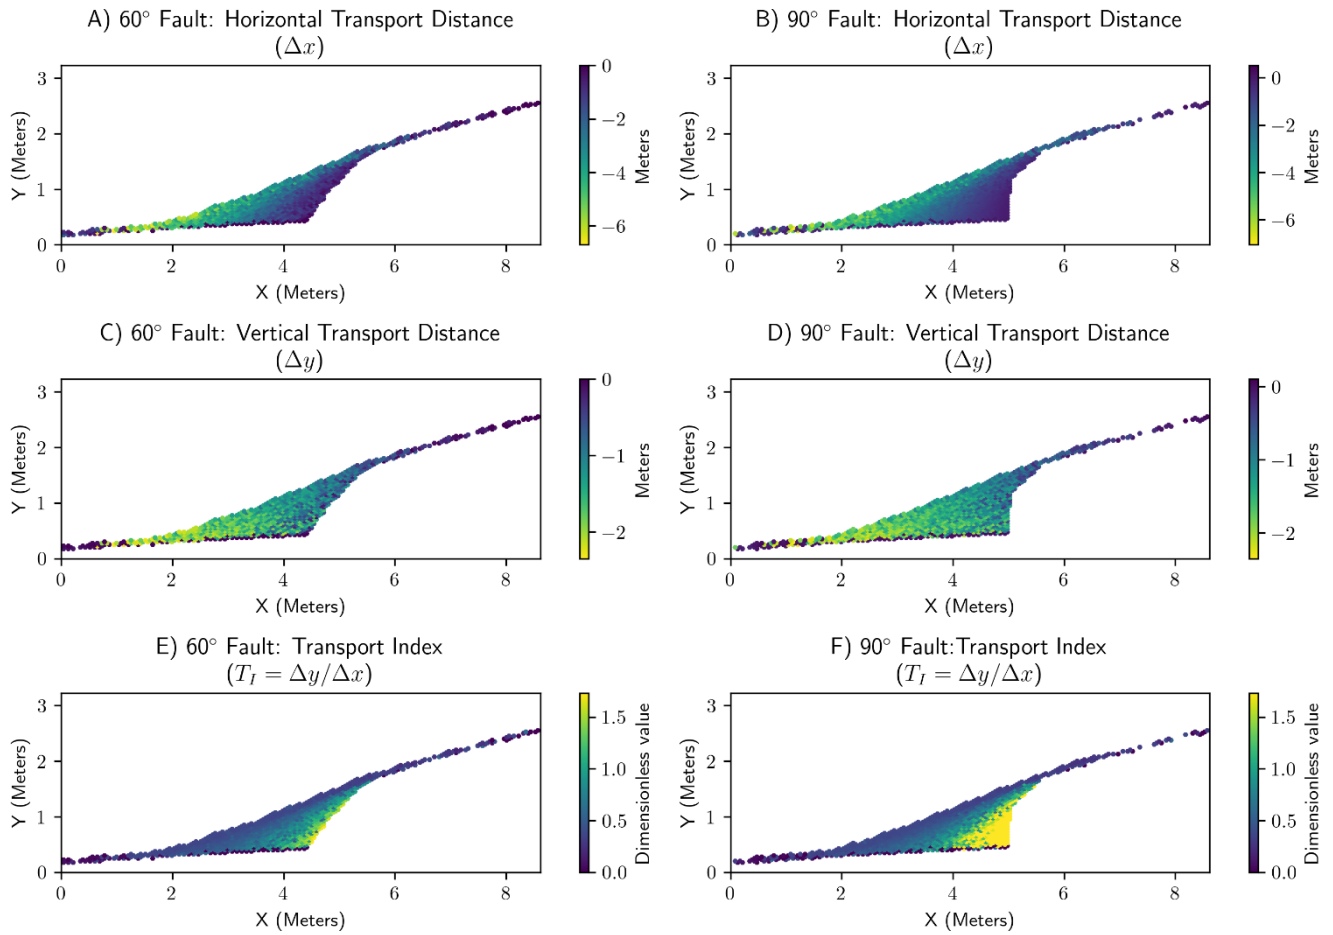 A) 60° Fault: Horizontal Transport Distance
(Δx)
3
2
1
0
Y (Meters)
0 2 4 6 8
X (Meters)
0
−2
−4
−6
Meters
B) 90° Fault: Horizontal Transport Distance
(Δx)
3
2
1
0
Y (Meters)
0 2 4 6 8
X (Meters)
0
−2
−4
−6
Meters
C) 60° Fault: Vertical Transport Distance
(Δy)
3
2
1
0
Y (Meters)
0 2 4 6 8
X (Meters)
0
−1
−2
Meters
D) 90° Fault: Vertical Transport Distance
(Δy)
3
2
1
0
Y (Meters)
0 2 4 6 8
X (Meters)
0
−1
−2
Meters
E) 60° Fault: Transport Index
(T_I = Δy/Δx)
3
2
1
0
Y (Meters)
0 2 4 6 8
X (Meters)
1.5
1.0
0.5
0.0
Dimensionless value
F) 90° Fault:Transport Index
(T_I = Δy/Δx)
3
2
1
0
Y (Meters)
0 2 4 6 8
X (Meters)
1.5
1.0
0.5
0.0
Dimensionless value